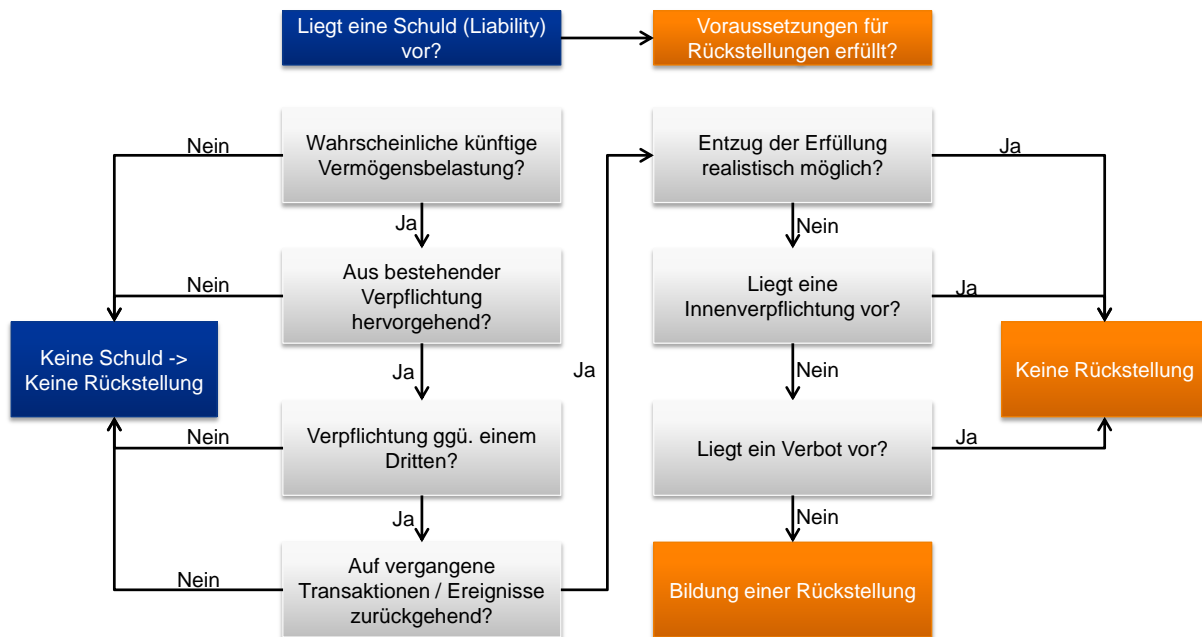 Liegt eine Schuld (Liability)
vor?
Voraussetzungen für
Rückstellungen erfüllt?
Nein
Wahrscheinliche künftige
Vermögensbelastung?
Entzug der Erfüllung
realistisch möglich?
Ja
Ja
Nein
Nein
Aus bestehender
Verpflichtung
hervorgehend?
Liegt eine
Innenverpflichtung vor?
Ja
Keine Schuld ->
Keine Rückstellung
Ja
Ja
Nein
Keine Rückstellung
Nein
Verpflichtung ggü. einem
Dritten?
Liegt ein Verbot vor?
Ja
Ja
Nein
Nein
Auf vergangene
Transaktionen / Ereignisse
zurückgehend?
Bildung einer Rückstellung